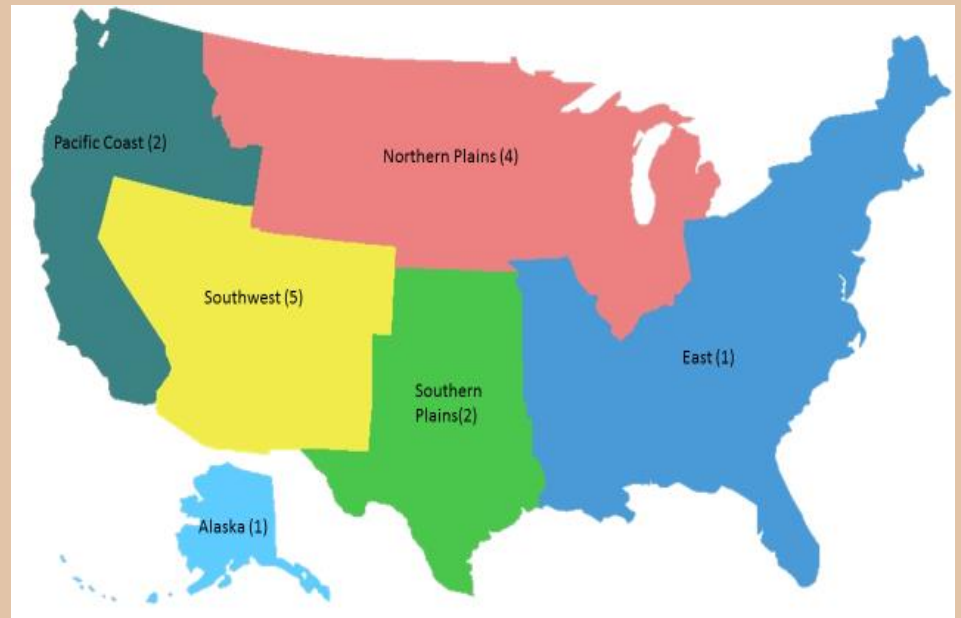 Pacific Coast (2)
Northern Plains (4)
Southwest (5)
East (1)
Southern
Plains(2)
Alaska (1)